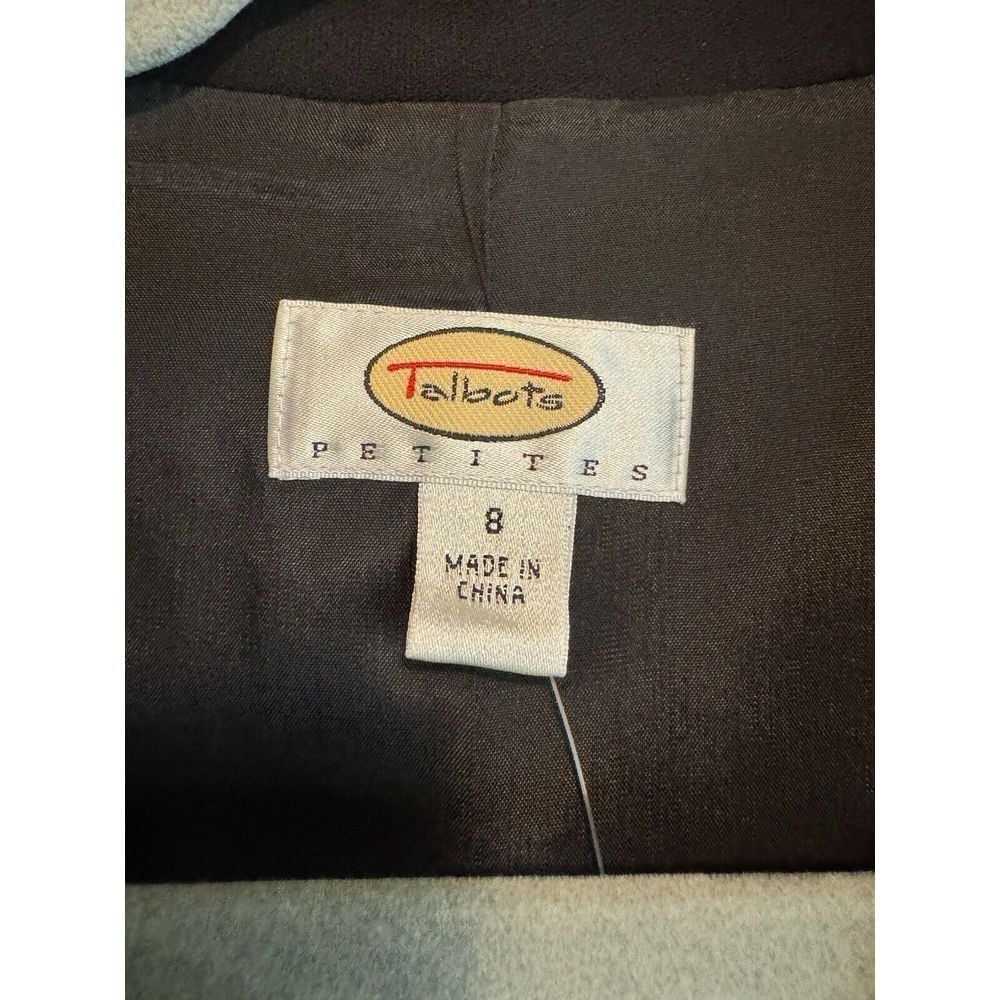 Talbots
PETITES
8
MADE IN
CHINA